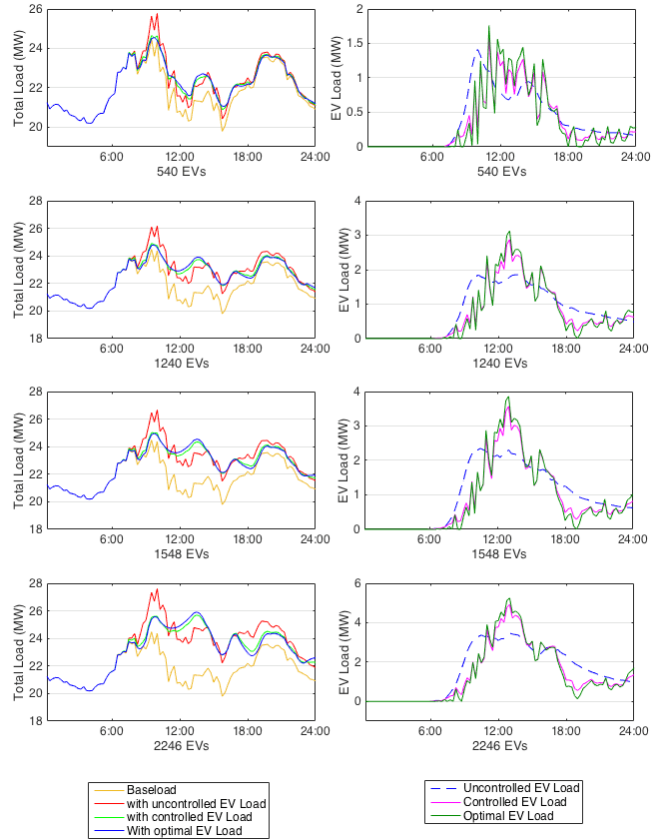 Total Load (MW)
26
24
22
20
6:00 12:00 18:00 24:00
540 EVs
EV Load (MW)
2
1.5
1
0.5
0
6:00 12:00 18:00 24:00
540 EVs
Total Load (MW)
28
26
24
22
20
18
6:00 12:00 18:00 24:00
1240 EVs
EV Load (MW)
4
3
2
1
0
6:00 12:00 18:00 24:00
1240 EVs
Total Load (MW)
28
26
24
22
20
18
6:00 12:00 18:00 24:00
1548 EVs
EV Load (MW)
4
3
2
1
0
6:00 12:00 18:00 24:00
1548 EVs
Total Load (MW)
28
26
24
22
20
18
6:00 12:00 18:00 24:00
2246 EVs
EV Load (MW)
6
4
2
0
6:00 12:00 18:00 24:00
2246 EVs
Baseload
with uncontrolled EV Load
with controlled EV Load
With optimal EV Load
Uncontrolled EV Load
Controlled EV Load
Optimal EV Load